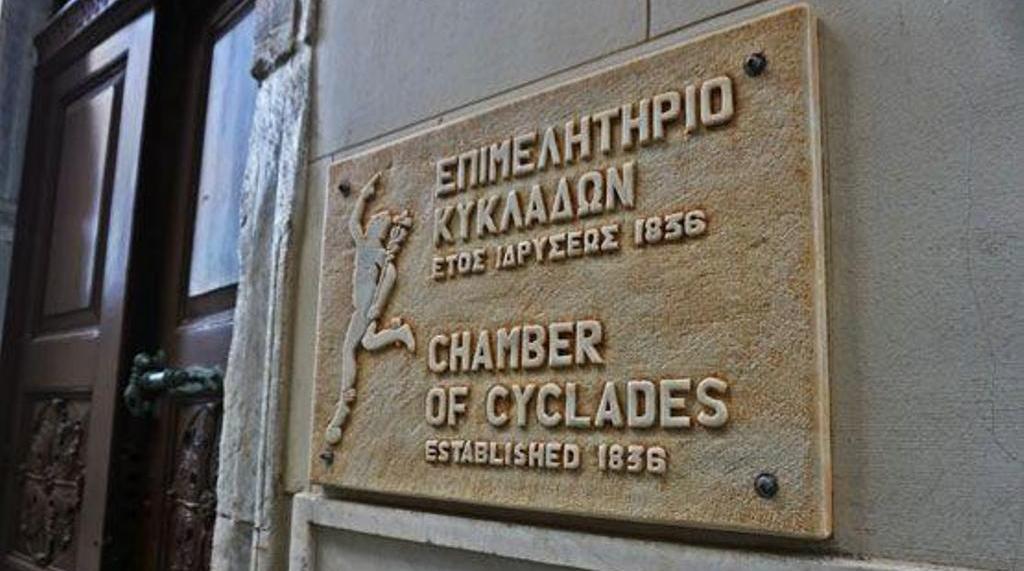 ΕΠΙΜΕΛΗΤΗΡΙΟ
ΚΥΚΛΑΔΩΝ
ΕΤΟΣ ΙΔΡΥΣΕΩΣ 1836
CHAMBER
OF CYCLADES
ESTABLISHED 1836